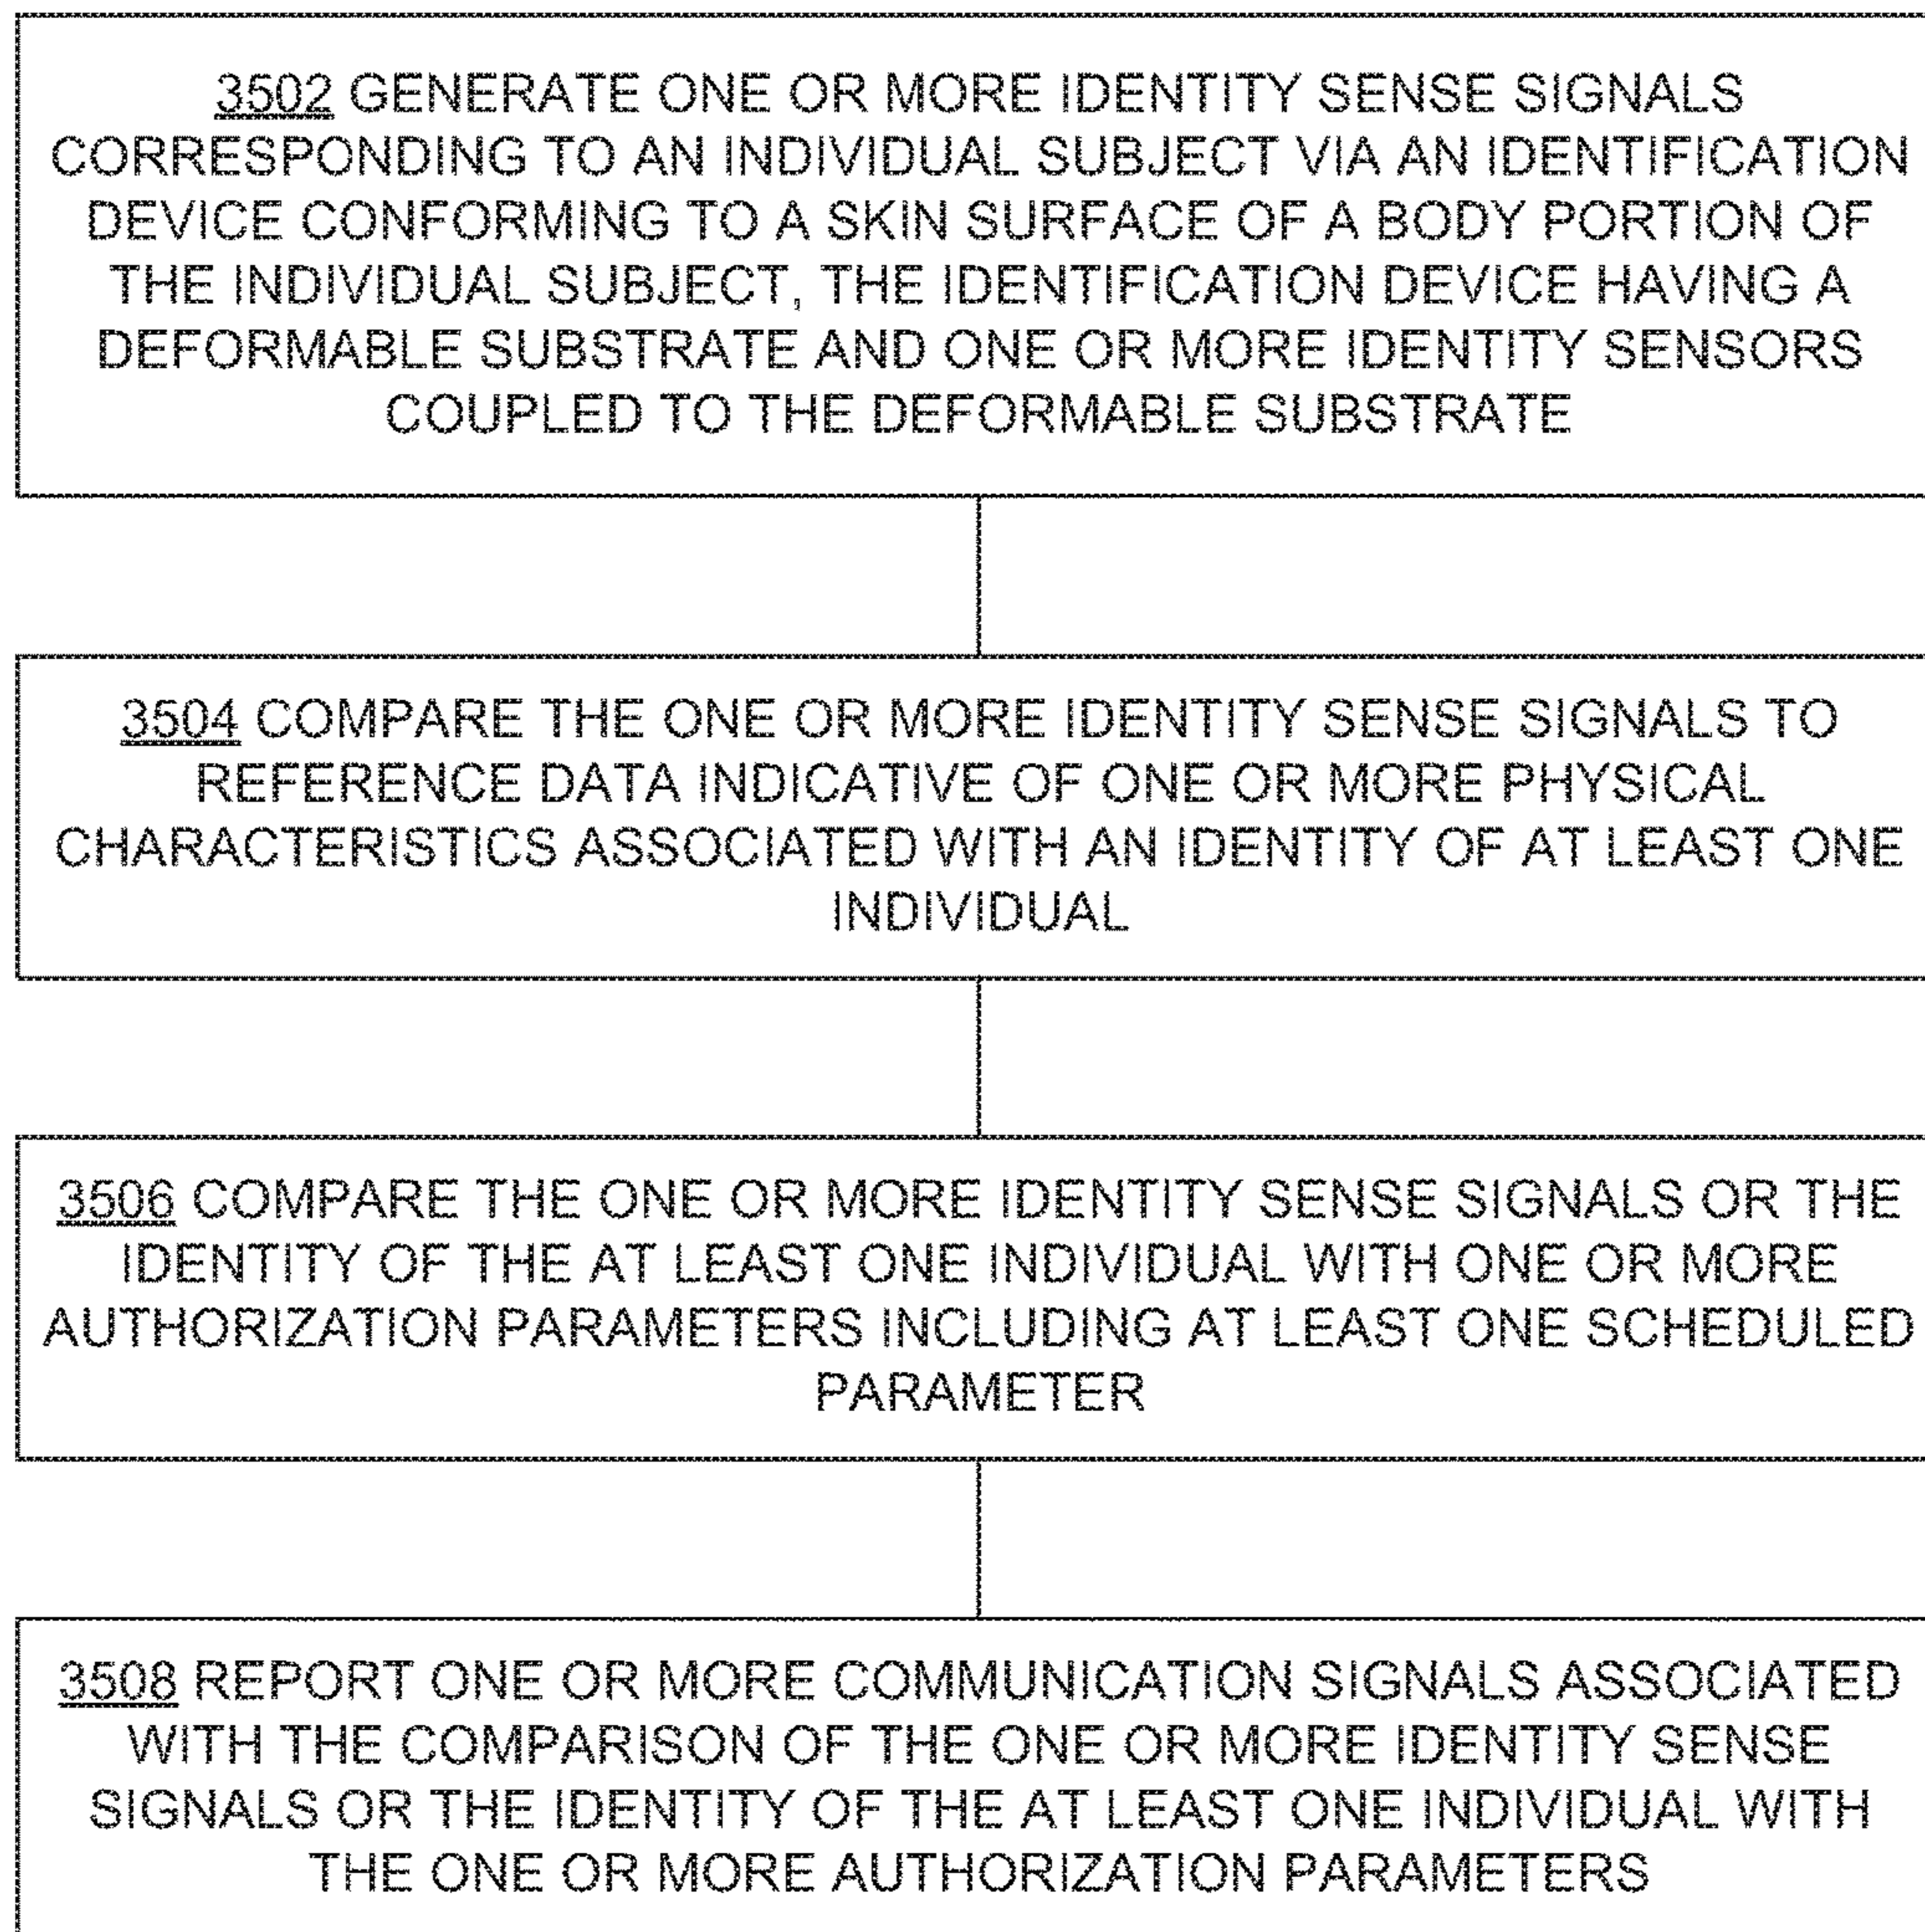 3502 GENERATE ONE OR MORE IDENTITY SENSE SIGNALS
CORRESPONDING TO AN INDIVIDUAL SUBJECT VIA AN IDENTIFICATION
DEVICE CONFORMING TO A SKIN SURFACE OF A BODY PORTION OF
THE INDIVIDUAL SUBJECT, THE IDENTIFICATION DEVICE HAVING A
DEFORMABLE SUBSTRATE AND ONE OR MORE IDENTITY SENSORS
COUPLED TO THE DEFORMABLE SUBSTRATE
3504 COMPARE THE ONE OR MORE IDENTITY SENSE SIGNALS TO
REFERENCE DATA INDICATIVE OF ONE OR MORE PHYSICAL
CHARACTERISTICS ASSOCIATED WITH AN IDENTITY OF AT LEAST ONE
INDIVIDUAL
3506 COMPARE THE ONE OR MORE IDENTITY SENSE SIGNALS OR THE
IDENTITY OF THE AT LEAST ONE INDIVIDUAL WITH ONE OR MORE
AUTHORIZATION PARAMETERS INCLUDING AT LEAST ONE SCHEDULED
PARAMETER
3508 REPORT ONE OR MORE COMMUNICATION SIGNALS ASSOCIATED
WITH THE COMPARISON OF THE ONE OR MORE IDENTITY SENSE
SIGNALS OR THE IDENTITY OF THE AT LEAST ONE INDIVIDUAL WITH
THE ONE OR MORE AUTHORIZATION PARAMETERS